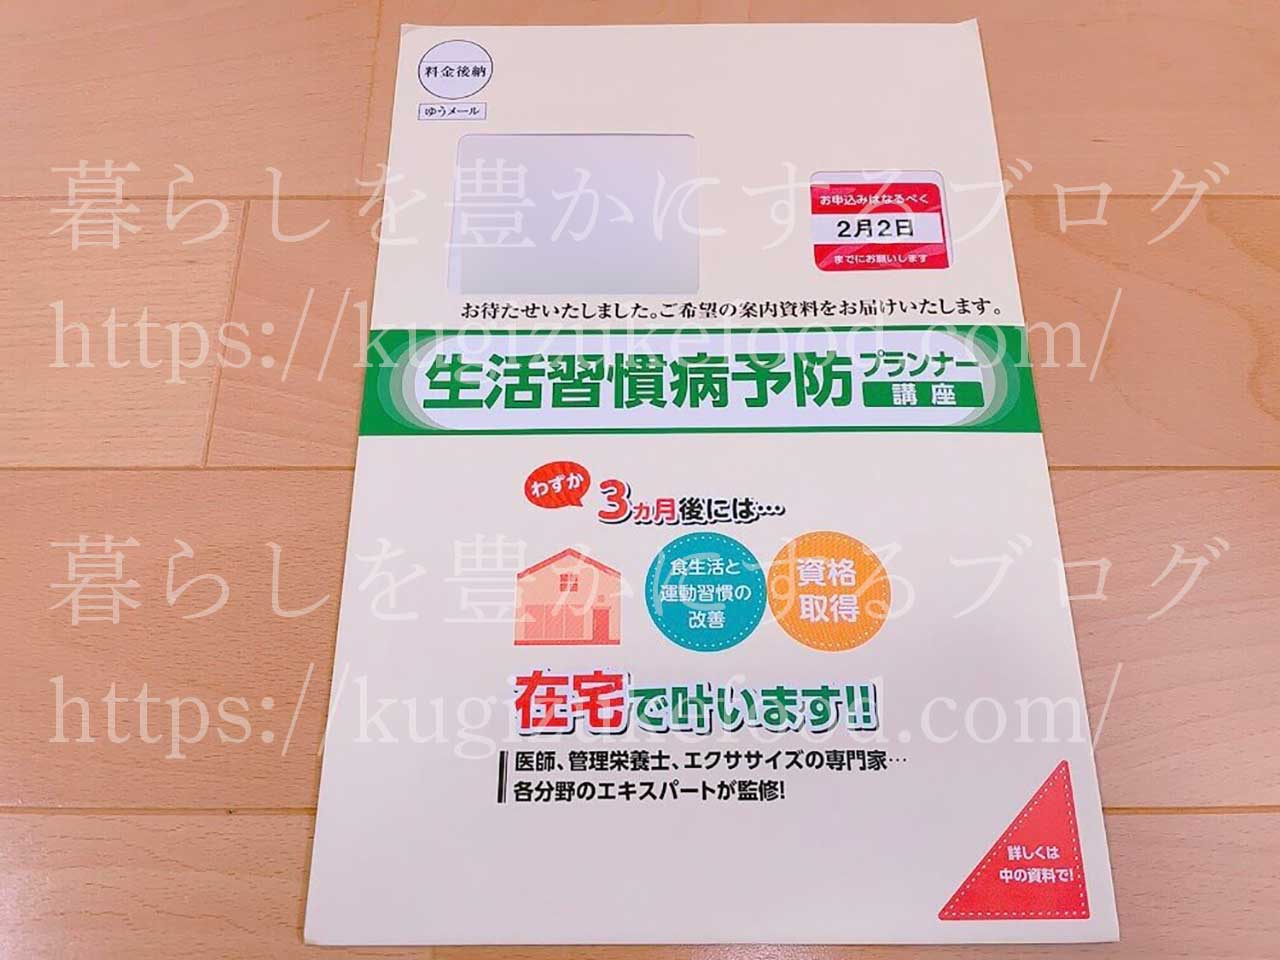 料金後納
ゆうメール
暮らしを豊かにするブログ
https://kugizukefood.com/
お申込みはなるべく
2月2日
までにお願いします
お待たせいたしました。ご希望の案内資料をお届けいたします。
生活習慣病予防プランナー
講座
わずか
3ヵ月後には…
食生活と
運動習慣の
改善
資格
取得
暮らしを豊かにするブログ
https://kugizukefood.com/
在宅で叶います!!
医師、管理栄養士、エクササイズの専門家…
各分野のエキスパートが監修!
詳しくは
中の資料で!